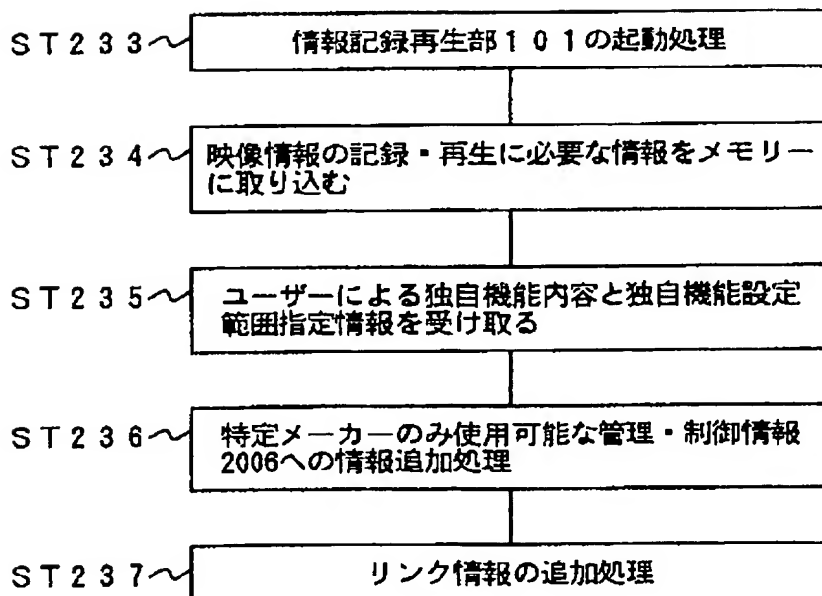 ST233 情報記録再生部101の起動処理
ST234 映像情報の記録・再生に必要な情報をメモリー
に取り込む
ST235 ユーザーによる独自機能内容と独自機能設定
範囲指定情報を受け取る
ST236 特定メーカーのみ使用可能な管理・制御情報
2006への情報追加処理
ST237 リンク情報の追加処理